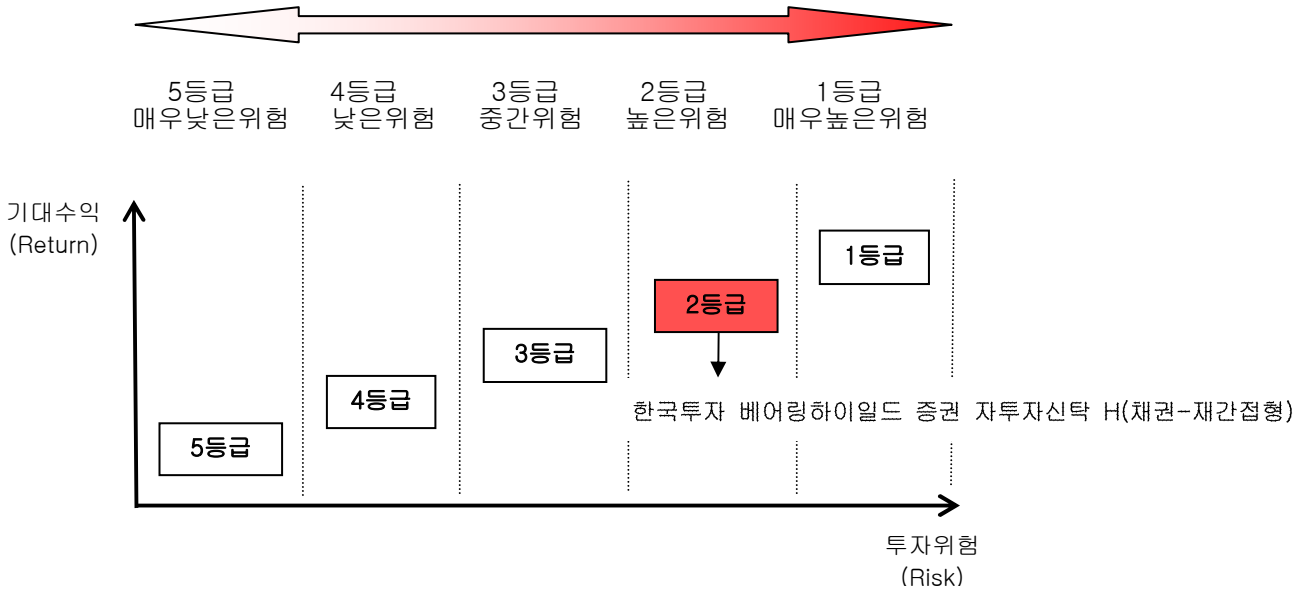 5등급 4등급 3등급 2등급 1등급
매우낮은위험 낮은위험 중간위험 높은위험 매우높은위험
기대수익
(Return)
1등급
2등급
3등급
4등급
한국투자 베어링하이일드 증권 자투자신탁 H(채권-재간접형)
5등급
투자위험
(Risk)